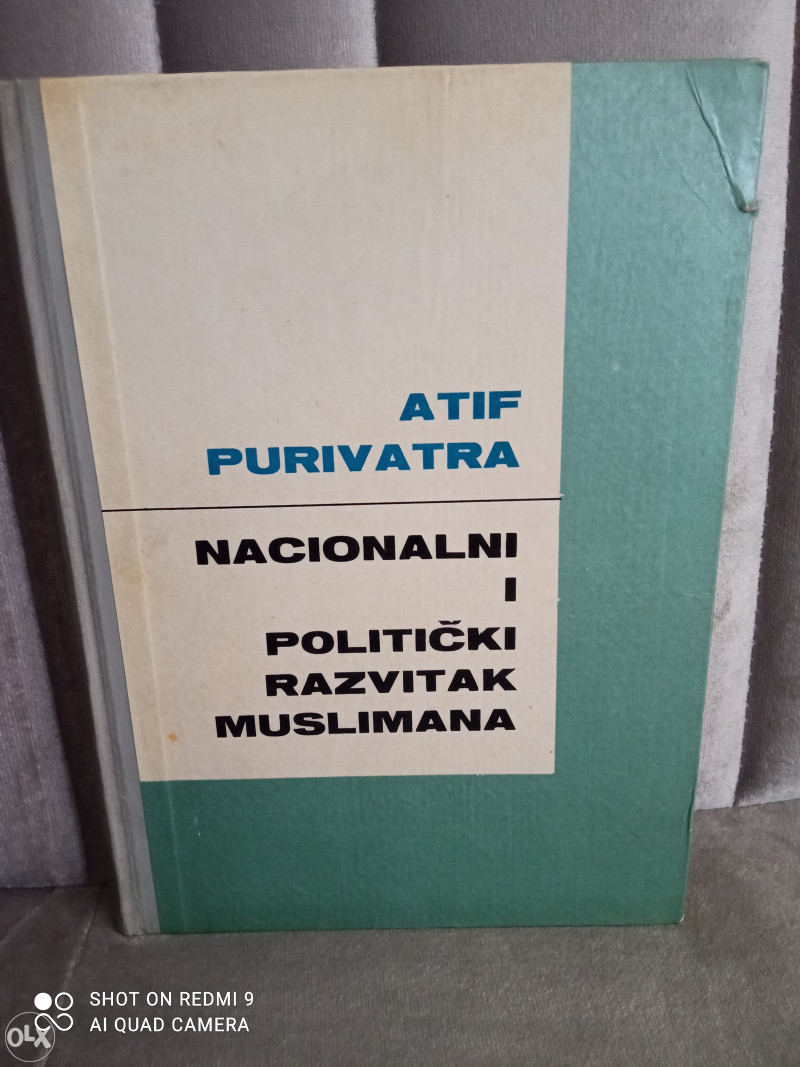 ATIF
PURIVATRA
NACIONALNI
I
POLITIČKI
RAZVITAK
MUSLIMANA
SHOT ON REDMI 9
AI QUAD CAMERA
OLX